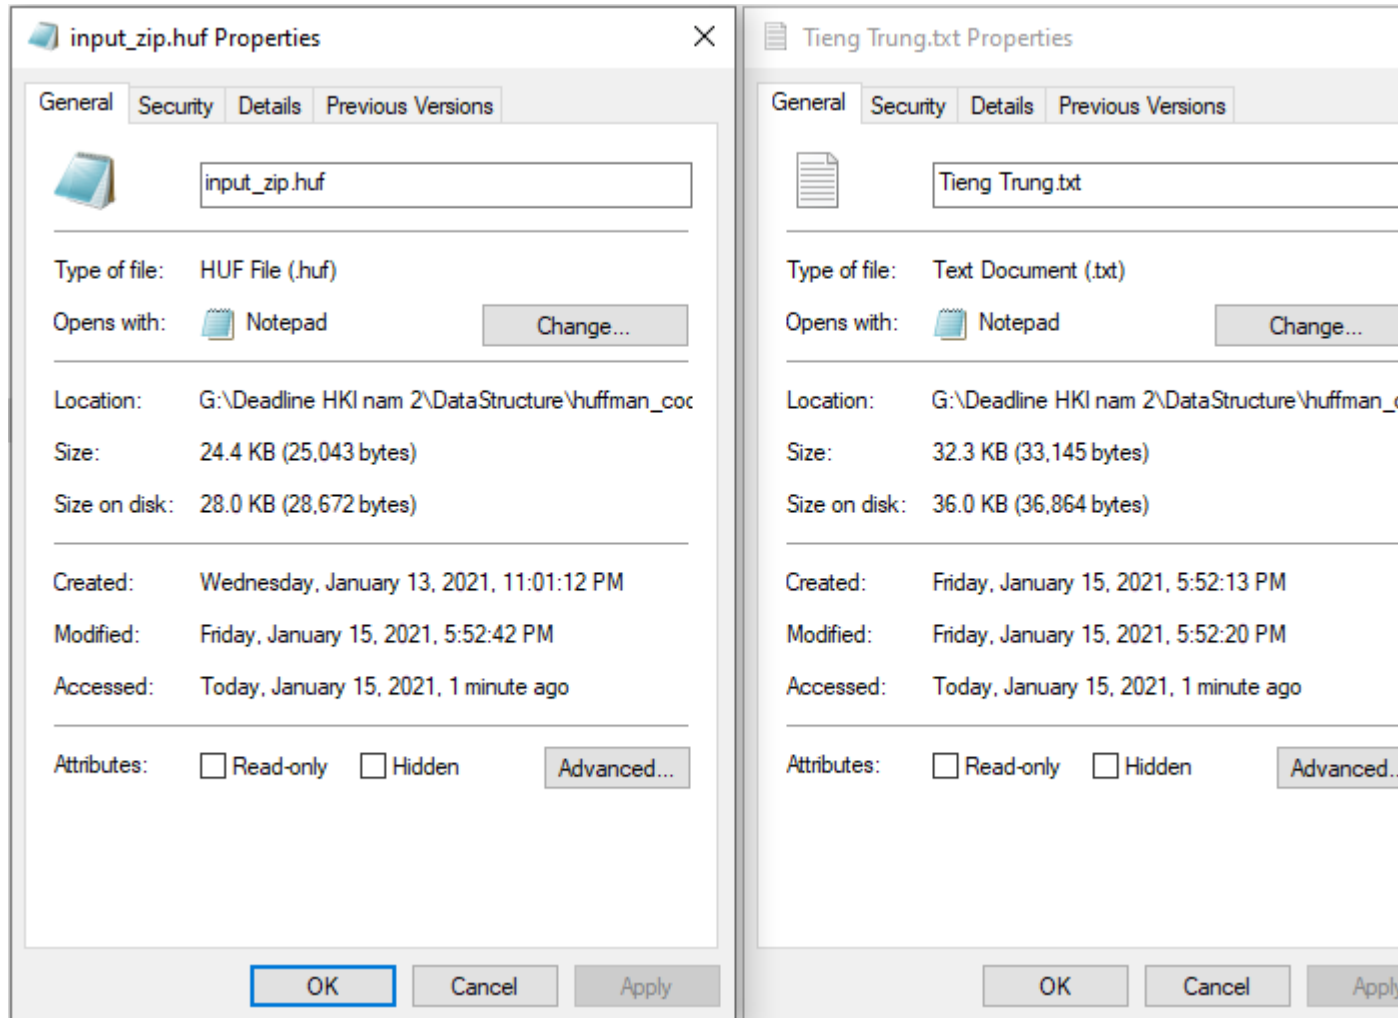 input_zip.huf Properties
General Security Details Previous Versions
input_zip.huf
Type of file: HUF File (.huf)
Opens with: Notepad Change...
Location: G:\Deadline HKI nam 2\DataStructure\huffman_coc
Size: 24.4 KB (25,043 bytes)
Size on disk: 28.0 KB (28,672 bytes)
Created: Wednesday, January 13, 2021, 11:01:12 PM
Modified: Friday, January 15, 2021, 5:52:42 PM
Accessed: Today, January 15, 2021, 1 minute ago
Attributes: Read-only Hidden Advanced...
OK Cancel Apply
Tieng Trung.txt Properties
General Security Details Previous Versions
Tieng Trung.txt
Type of file: Text Document (.txt)
Opens with: Notepad Change...
Location: G:\Deadline HKI nam 2\DataStructure\huffman_
Size: 32.3 KB (33,145 bytes)
Size on disk: 36.0 KB (36,864 bytes)
Created: Friday, January 15, 2021, 5:52:13 PM
Modified: Friday, January 15, 2021, 5:52:20 PM
Accessed: Today, January 15, 2021, 1 minute ago
Attributes: Read-only Hidden Advanced..
OK Cancel Apply